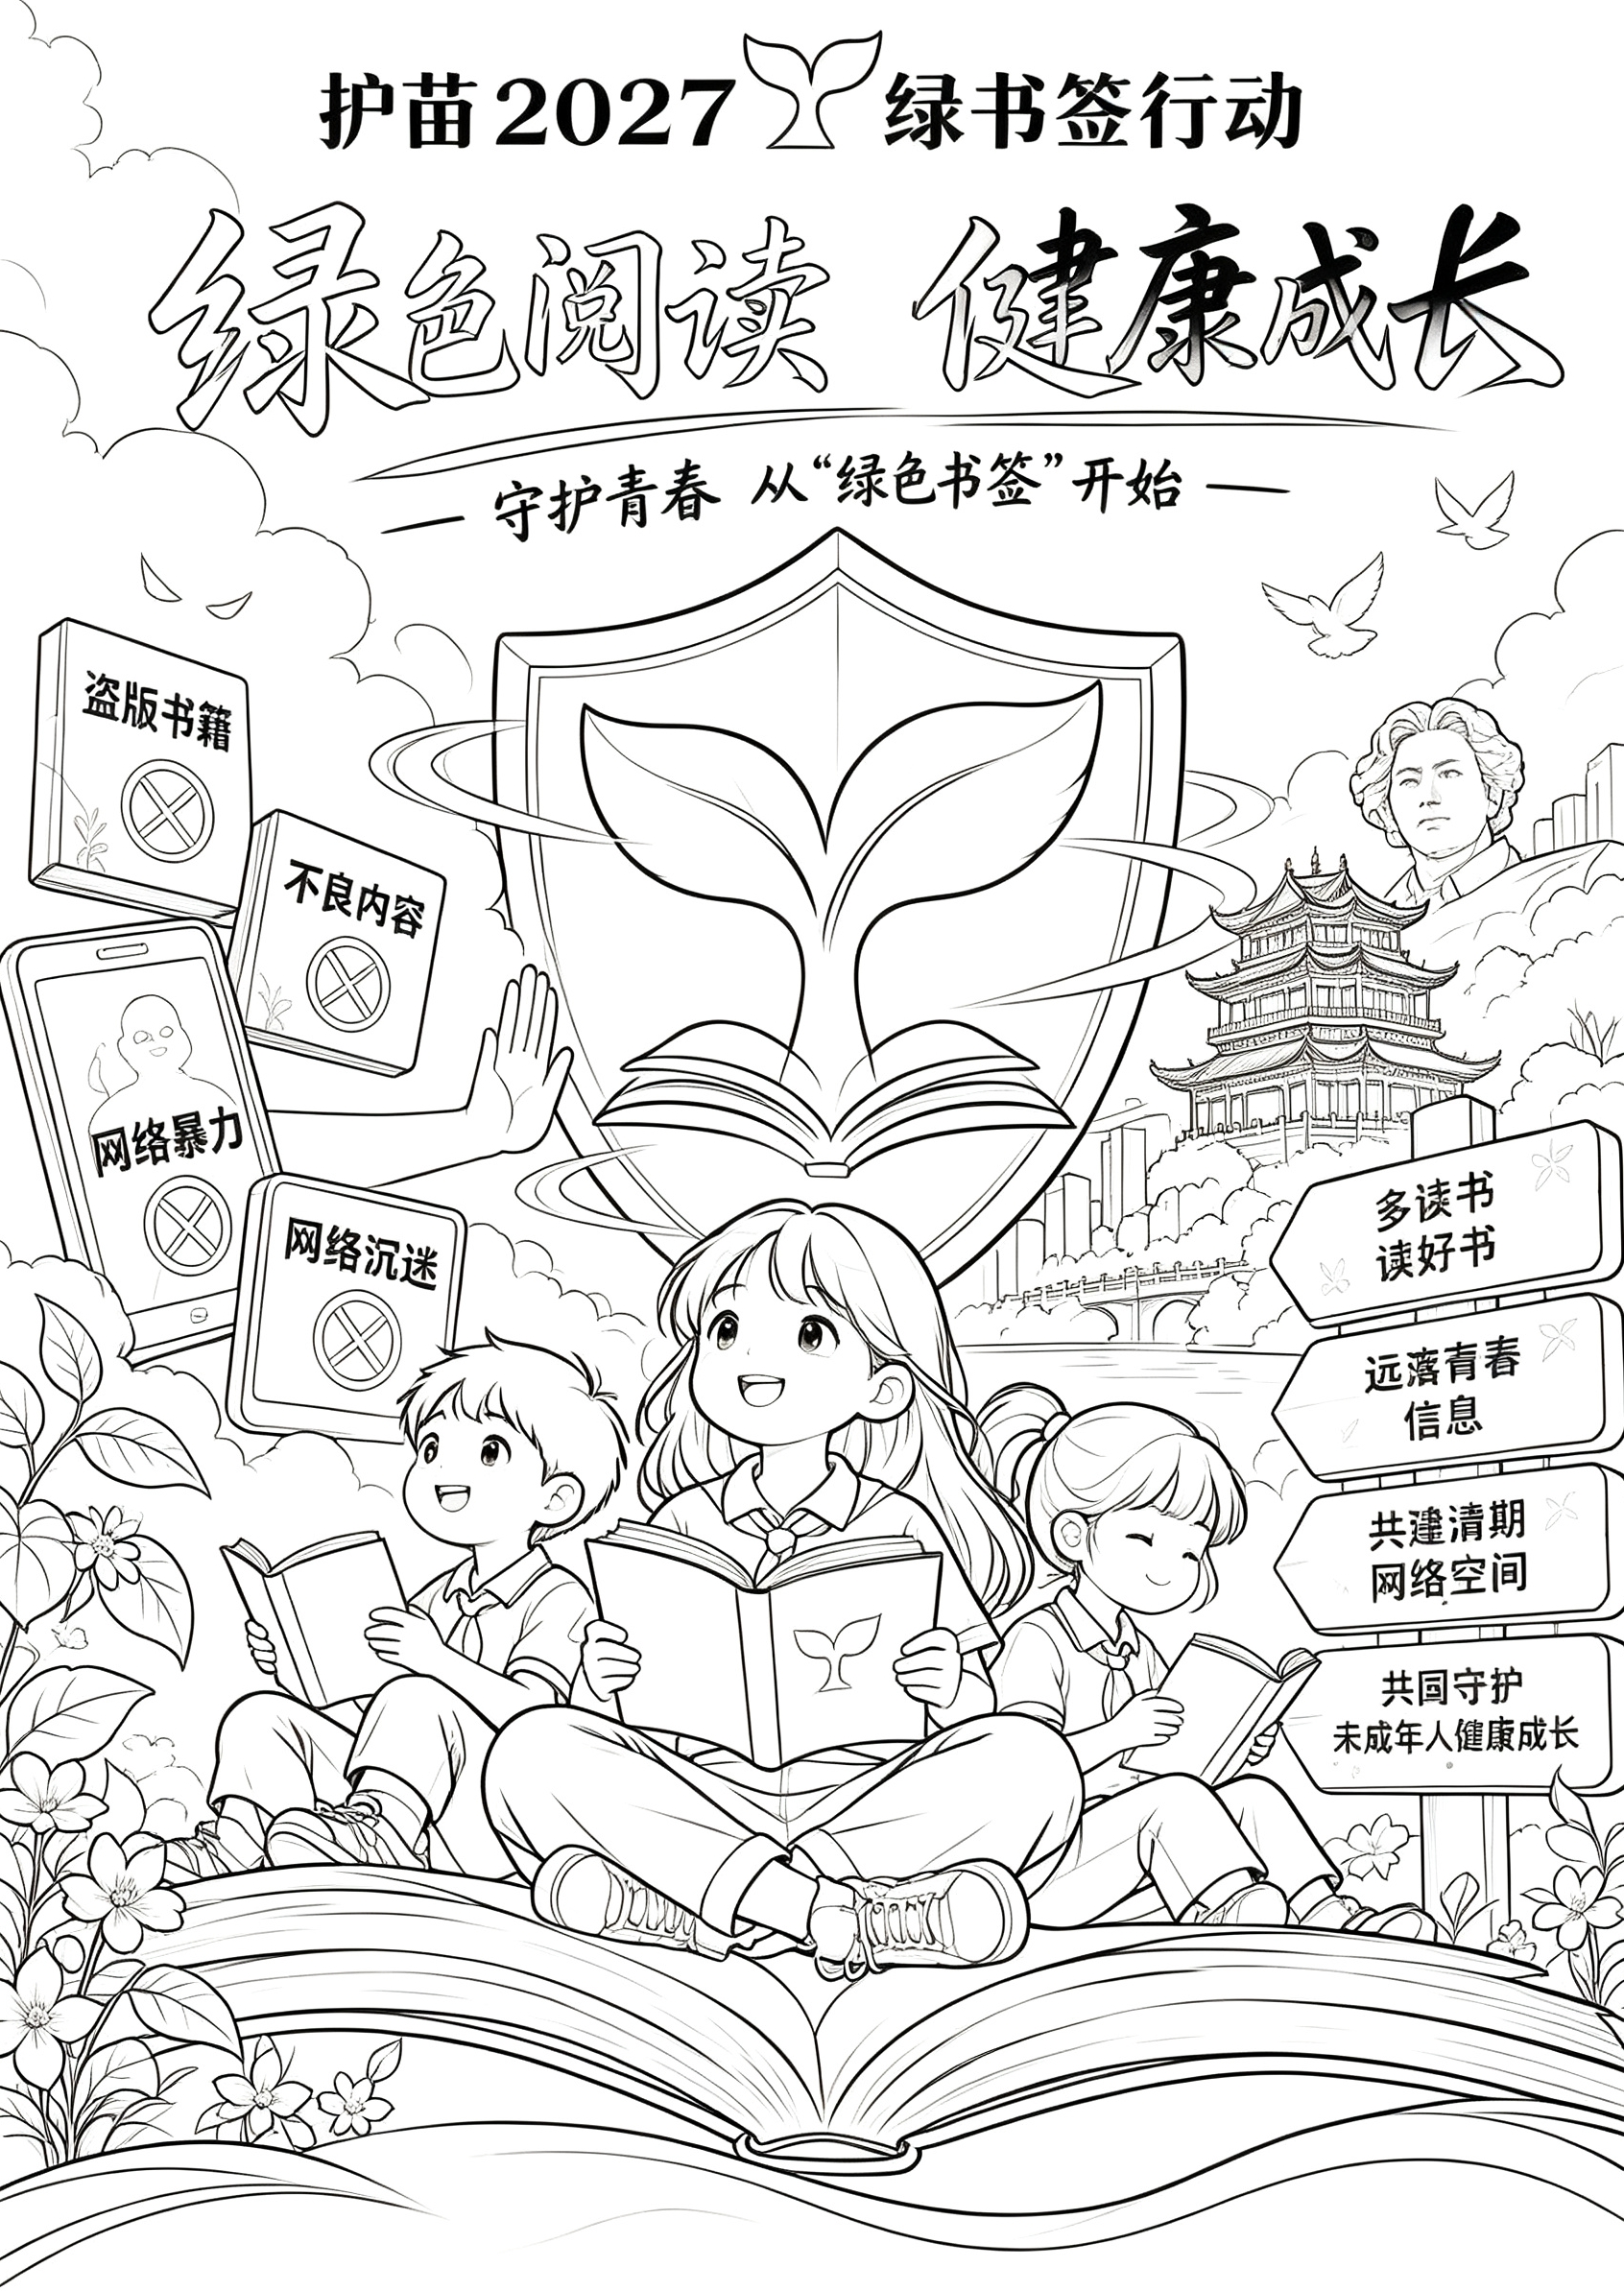 护苗2027 绿书签行动
绿色阅读 健康成长
守护青春 从“绿色书签”开始
盗版书籍
不良内容
网络暴力
网络沉迷
多读书
读好书
远落青春
信息
共建清期
网络空间
共同守护
未成年人健康成长